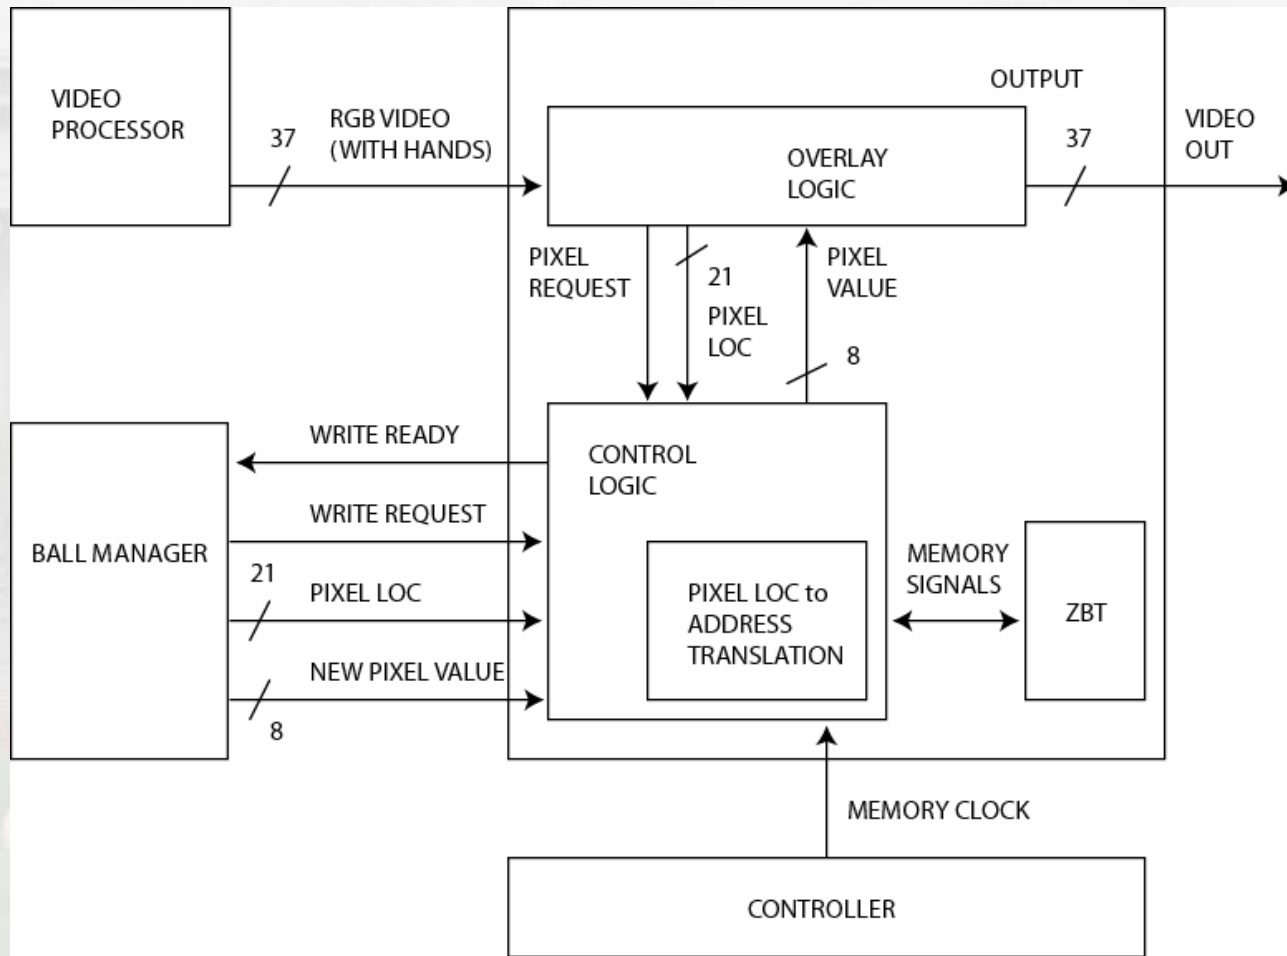 VIDEO
PROCESSOR
37
RGB VIDEO
(WITH HANDS)
OUTPUT
OVERLAY
LOGIC
37
VIDEO
OUT
PIXEL
REQUEST
21
PIXEL
LOC
PIXEL
VALUE
8
BALL MANAGER
WRITE READY
WRITE REQUEST
21
PIXEL LOC
NEW PIXEL VALUE
8
CONTROL
LOGIC
PIXEL LOC to
ADDRESS
TRANSLATION
MEMORY
SIGNALS
ZBT
MEMORY CLOCK
CONTROLLER